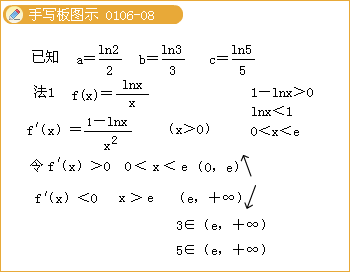 手写板图示 0106-08
已知 a=ln2/2 b=ln3/3 c=ln5/5
法1 f(x)=lnx/x 1-lnx>0
lnx<1
f′(x)=1-lnx/x² (x>0) 0<x<e
令f′(x)>0 0<x<e (0,e)↖
f′(x)<0 x>e (e,+∞)↙
3∈(e,+∞)
5∈(e,+∞)